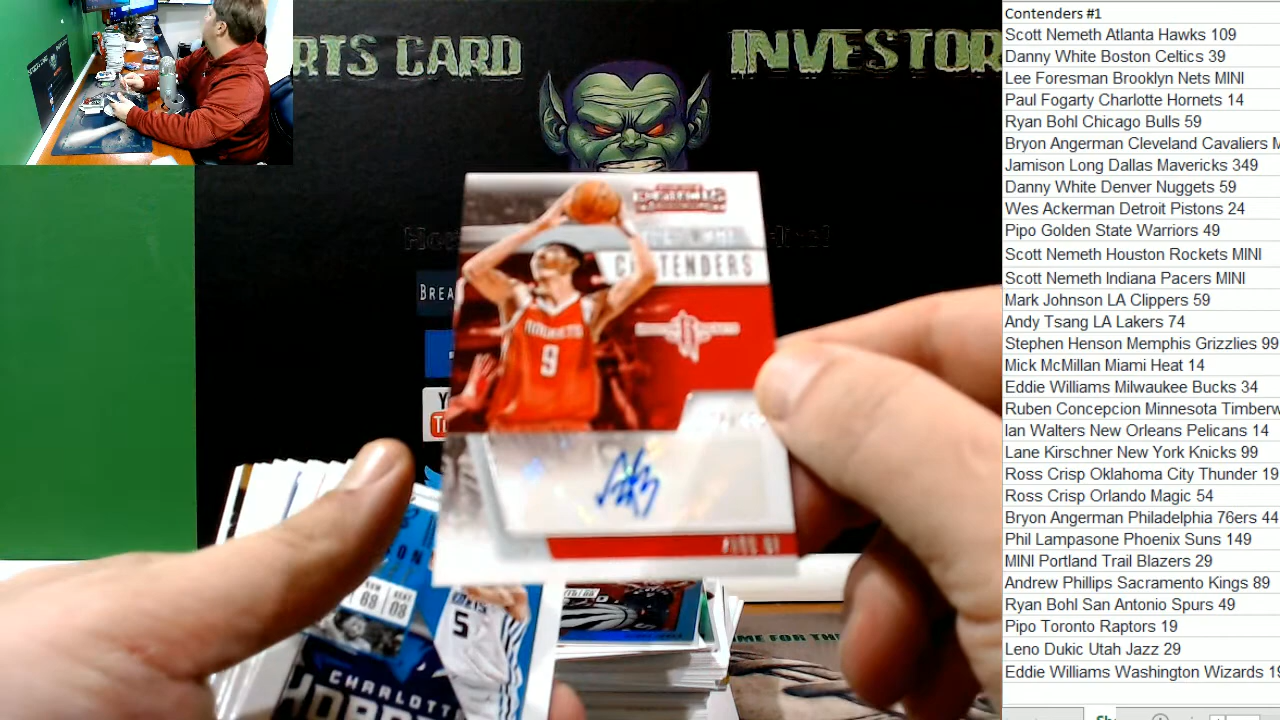 RTS CARD
INVESTOR
BREA
CONTENDERS
ROCKETS
9
5
CHARLOTTE
Contenders #1
Scott Nemeth Atlanta Hawks 109
Danny White Boston Celtics 39
Lee Foresman Brooklyn Nets MINI
Paul Fogarty Charlotte Hornets 14
Ryan Bohl Chicago Bulls 59
Bryon Angerman Cleveland Cavaliers M
Jamison Long Dallas Mavericks 349
Danny White Denver Nuggets 59
Wes Ackerman Detroit Pistons 24
Pipo Golden State Warriors 49
Scott Nemeth Houston Rockets MINI
Scott Nemeth Indiana Pacers MINI
Mark Johnson LA Clippers 59
Andy Tsang LA Lakers 74
Stephen Henson Memphis Grizzlies 99
Mick McMillan Miami Heat 14
Eddie Williams Milwaukee Bucks 34
Ruben Concepcion Minnesota Timberw
Ian Walters New Orleans Pelicans 14
Lane Kirschner New York Knicks 99
Ross Crisp Oklahoma City Thunder 19
Ross Crisp Orlando Magic 54
Bryon Angerman Philadelphia 76ers 44
Phil Lampasone Phoenix Suns 149
MINI Portland Trail Blazers 29
Andrew Phillips Sacramento Kings 89
Ryan Bohl San Antonio Spurs 49
Pipo Toronto Raptors 19
Leno Dukic Utah Jazz 29
Eddie Williams Washington Wizards 19